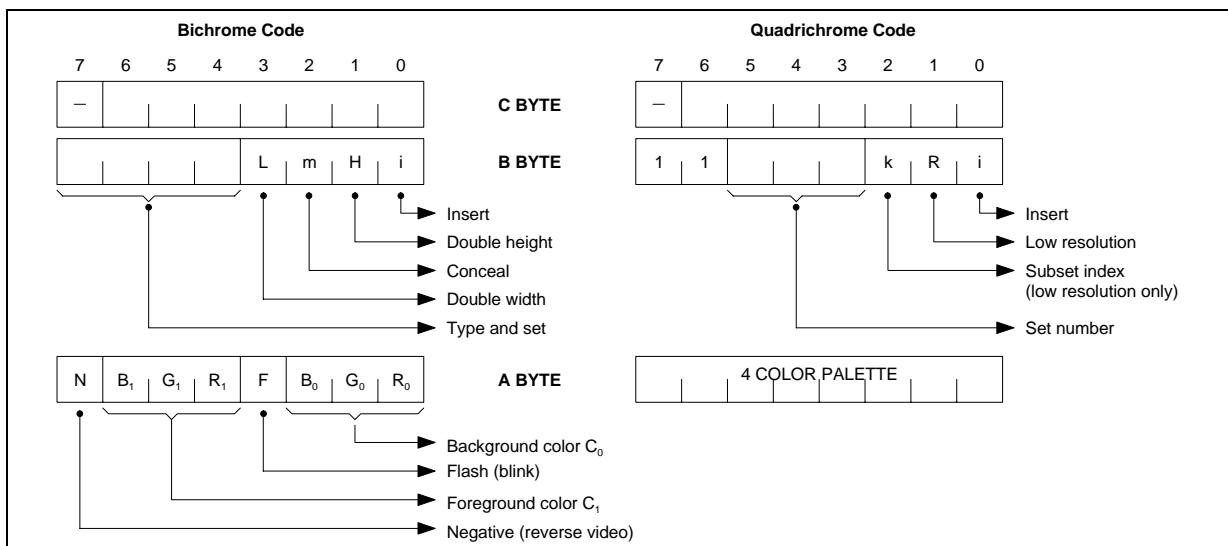 Bichrome Code Quadrichrome Code
7 6 5 4 3 2 1 0 7 6 5 4 3 2 1 0
– C BYTE –
L m H i B BYTE 1 1 k R i
Insert Insert
Double height Low resolution
Conceal Subset index
(low resolution only)
Double width
Type and set Set number
N B₁ G₁ R₁ F B₀ G₀ R₀ A BYTE 4 COLOR PALETTE
Background color C₀
Flash (blink)
Foreground color C₁
Negative (reverse video)